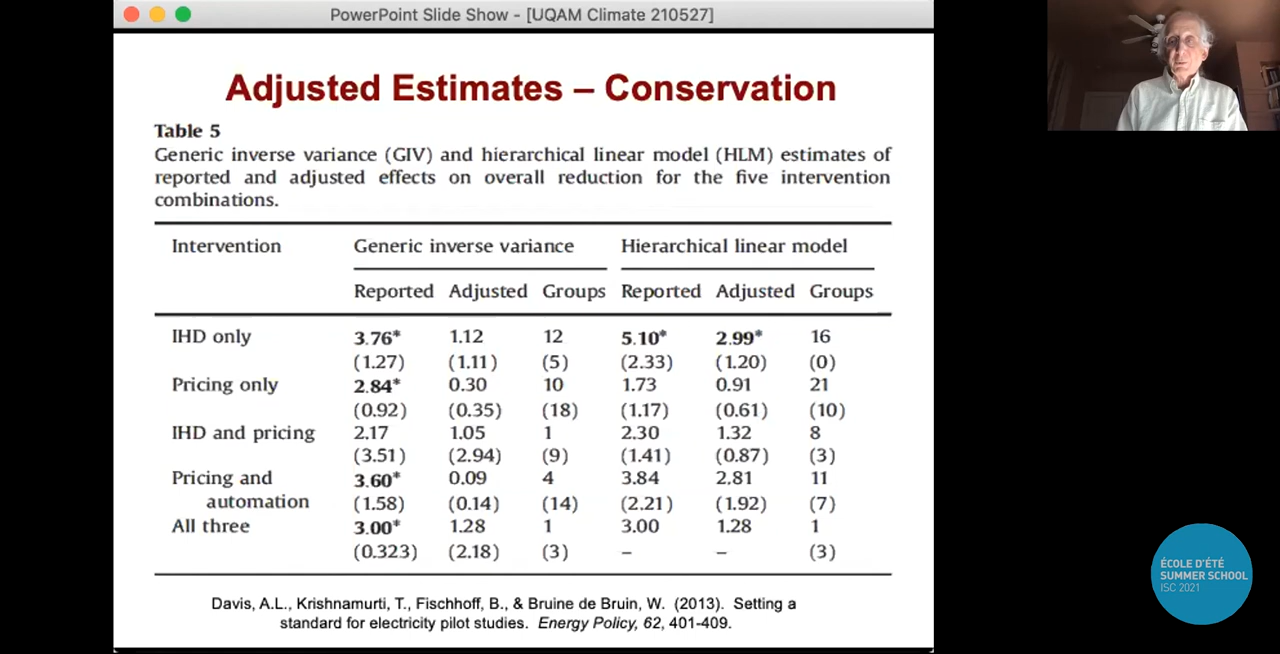 PowerPoint Slide Show - [UQAM Climate 210527]
Adjusted Estimates – Conservation
Table 5
Generic inverse variance (GIV) and hierarchical linear model (HLM) estimates of
reported and adjusted effects on overall reduction for the five intervention
combinations.
Intervention Generic inverse variance Hierarchical linear model
Reported Adjusted Groups Reported Adjusted Groups
IHD only 3.76* 1.12 12 5.10* 2.99* 16
(1.27) (1.11) (5) (2.33) (1.20) (0)
Pricing only 2.84* 0.30 10 1.73 0.91 21
(0.92) (0.35) (18) (1.17) (0.61) (10)
IHD and pricing 2.17 1.05 1 2.30 1.32 8
(3.51) (2.94) (9) (1.41) (0.87) (3)
Pricing and 3.60* 0.09 4 3.84 2.81 11
automation (1.58) (0.14) (14) (2.21) (1.92) (7)
All three 3.00* 1.28 1 3.00 1.28 1
(0.323) (2.18) (3) – – (3)
Davis, A.L., Krishnamurti, T., Fischhoff, B., & Bruine de Bruin, W. (2013). Setting a
standard for electricity pilot studies. Energy Policy, 62, 401-409.
ÉCOLE D'ÉTÉ
SUMMER SCHOOL
ISC 2021